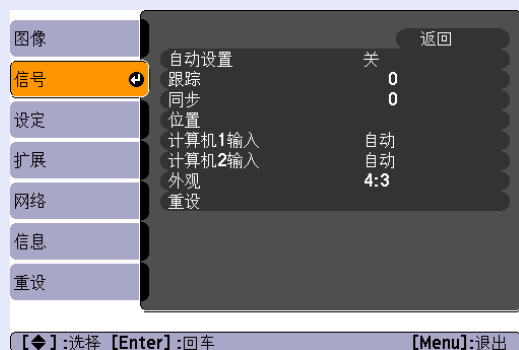 图像
信号
设定
扩展
网络
信息
重设
返回
自动设置 关
跟踪 0
同步 0
位置
计算机1输入 自动
计算机2输入 自动
外观 4:3
重设
[◆]:选择 [Enter]:回车 [Menu]:退出